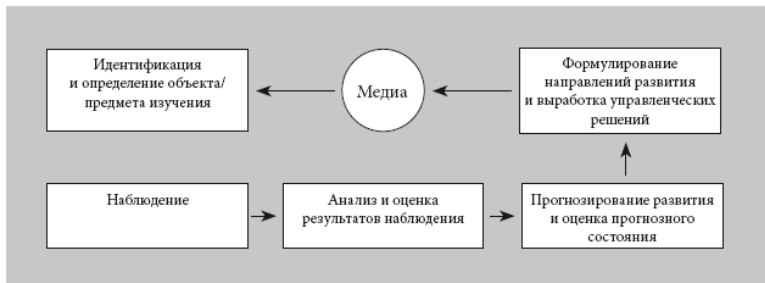 Идентификация
и определение объекта/
предмета изучения
Медиа
Формулирование
направлений развития
и выработка управленческих
решений
Наблюдение
Анализ и оценка
результатов наблюдения
Прогнозирование развития
и оценка прогнозного
состояния